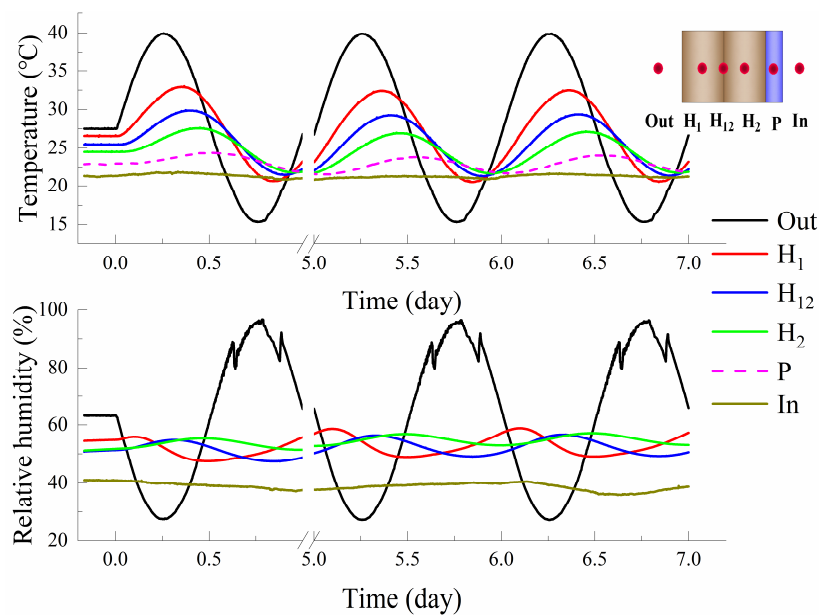 40
35
30
25
20
15
Temperature (°C)
0.0 0.5 5.0 5.5 6.0 6.5 7.0
Time (day)
Out H1 H12 H2 P In
Out
H1
H12
H2
P
In
100
80
60
40
20
Relative humidity (%)
0.0 0.5 5.0 5.5 6.0 6.5 7.0
Time (day)